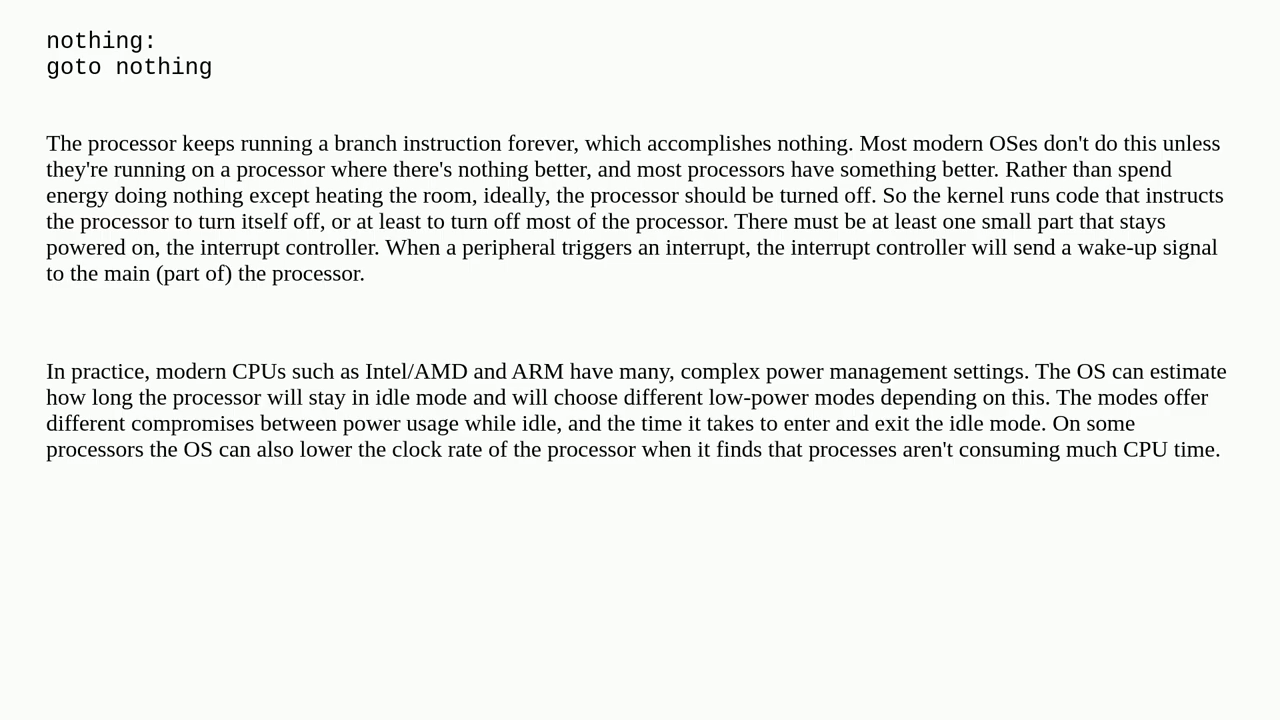 nothing:
goto nothing
The processor keeps running a branch instruction forever, which accomplishes nothing. Most modern OSes don't do this unless
they're running on a processor where there's nothing better, and most processors have something better. Rather than spend
energy doing nothing except heating the room, ideally, the processor should be turned off. So the kernel runs code that instructs
the processor to turn itself off, or at least to turn off most of the processor. There must be at least one small part that stays
powered on, the interrupt controller. When a peripheral triggers an interrupt, the interrupt controller will send a wake-up signal
to the main (part of) the processor.
In practice, modern CPUs such as Intel/AMD and ARM have many, complex power management settings. The OS can estimate
how long the processor will stay in idle mode and will choose different low-power modes depending on this. The modes offer
different compromises between power usage while idle, and the time it takes to enter and exit the idle mode. On some
processors the OS can also lower the clock rate of the processor when it finds that processes aren't consuming much CPU time.